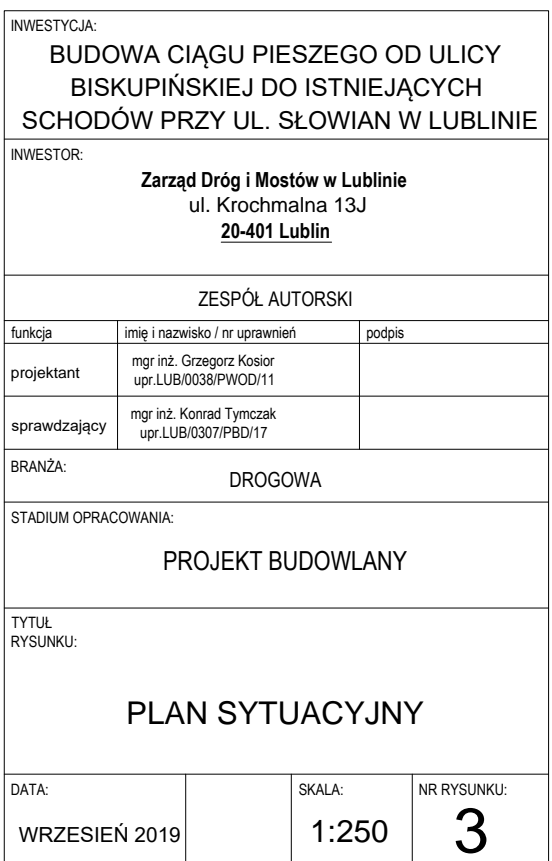 INWESTYCJA:
BUDOWA CIĄGU PIESZEGO OD ULICY
BISKUPIŃSKIEJ DO ISTNIEJĄCYCH
SCHODÓW PRZY UL. SŁOWIAN W LUBLINIE
INWESTOR:
Zarząd Dróg i Mostów w Lublinie
ul. Krochmalna 13J
20-401 Lublin
ZESPÓŁ AUTORSKI
funkcja imię i nazwisko / nr uprawnień podpis
projektant mgr inż. Grzegorz Kosior
upr.LUB/0038/PWOD/11
sprawdzający mgr inż. Konrad Tymczak
upr.LUB/0307/PBD/17
BRANŻA:
DROGOWA
STADIUM OPRACOWANIA:
PROJEKT BUDOWLANY
TYTUŁ
RYSUNKU:
PLAN SYTUACYJNY
DATA: SKALA: NR RYSUNKU:
WRZESIEŃ 2019 1:250 3